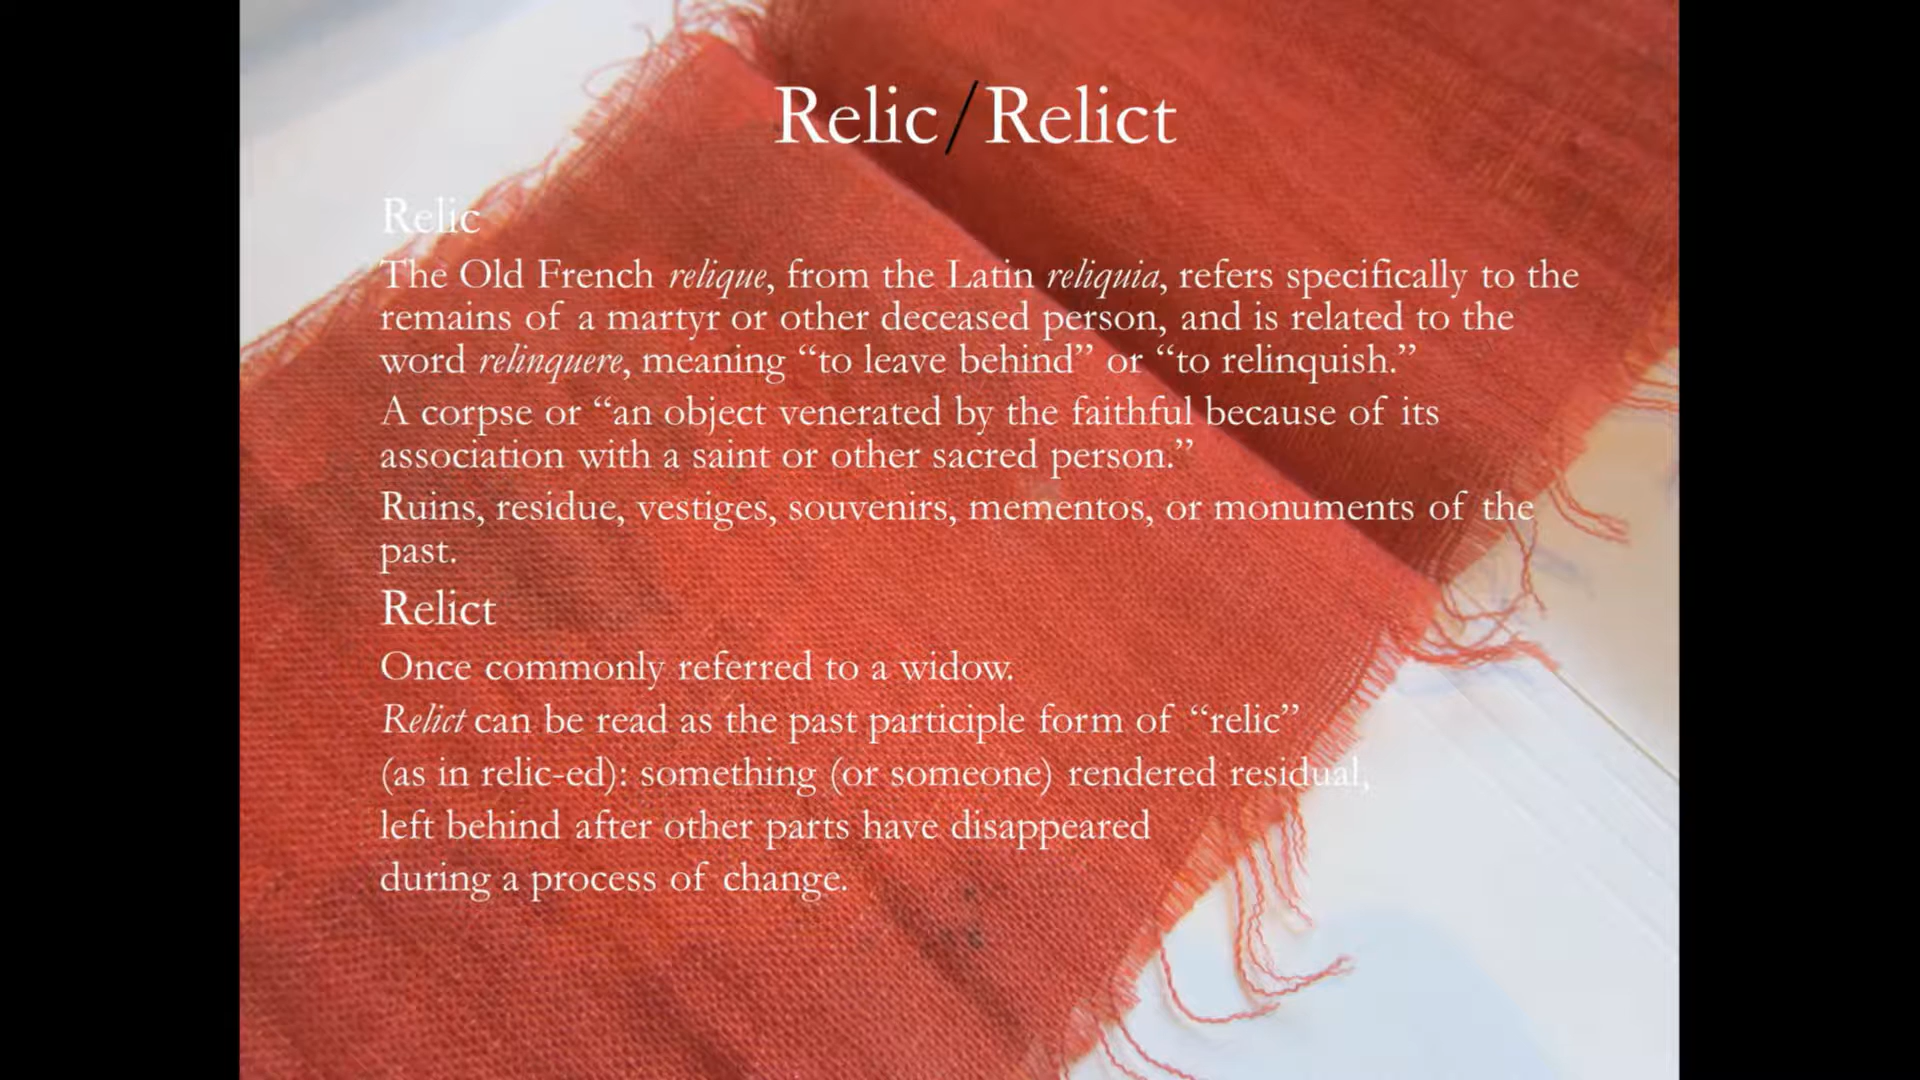 Relic/Relict
Relic
The Old French relique, from the Latin reliquia, refers specifically to the
remains of a martyr or other deceased person, and is related to the
word relinquere, meaning “to leave behind” or “to relinquish.”
A corpse or “an object venerated by the faithful because of its
association with a saint or other sacred person.”
Ruins, residue, vestiges, souvenirs, mementos, or monuments of the
past.
Relict
Once commonly referred to a widow.
Relict can be read as the past participle form of “relic”
(as in relic-ed): something (or someone) rendered residual,
left behind after other parts have disappeared
during a process of change.